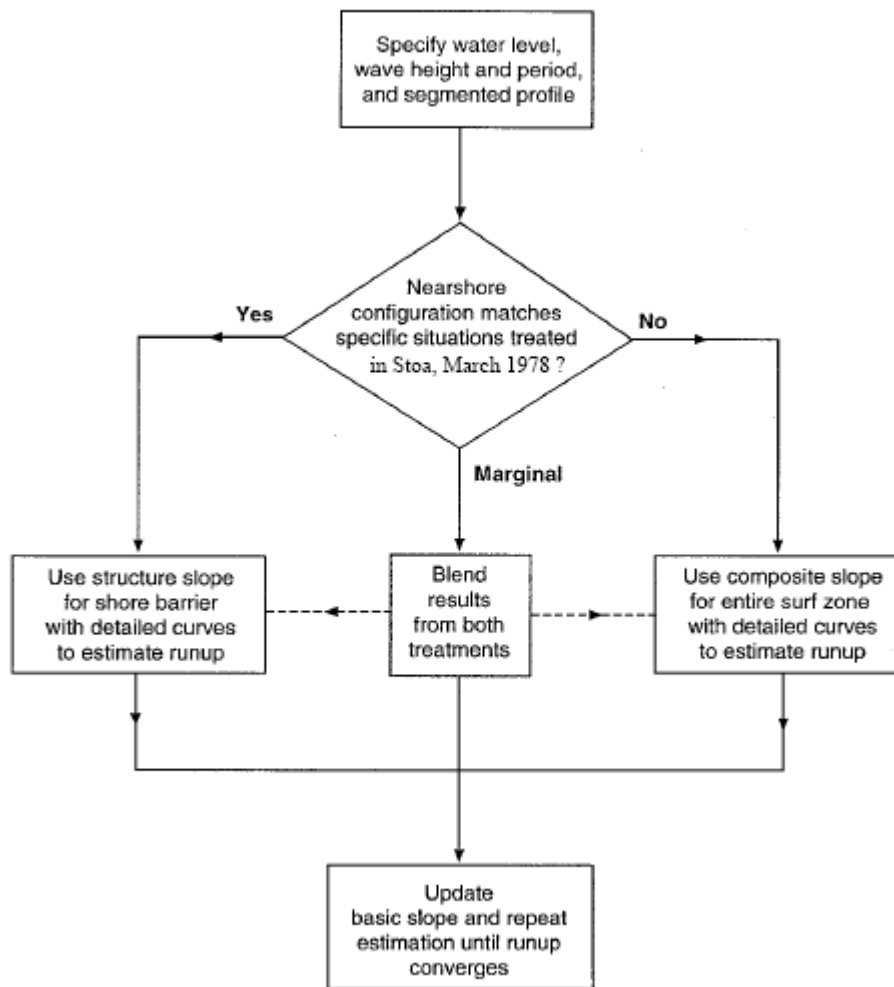 Specify water level,
wave height and period,
and segmented profile
Nearshore
configuration matches
specific situations treated
in Stoa, March 1978 ?
Yes
No
Marginal
Use structure slope
for shore barrier
with detailed curves
to estimate runup
Blend
results
from both
treatments
Use composite slope
for entire surf zone
with detailed curves
to estimate runup
Update
basic slope and repeat
estimation until runup
converges